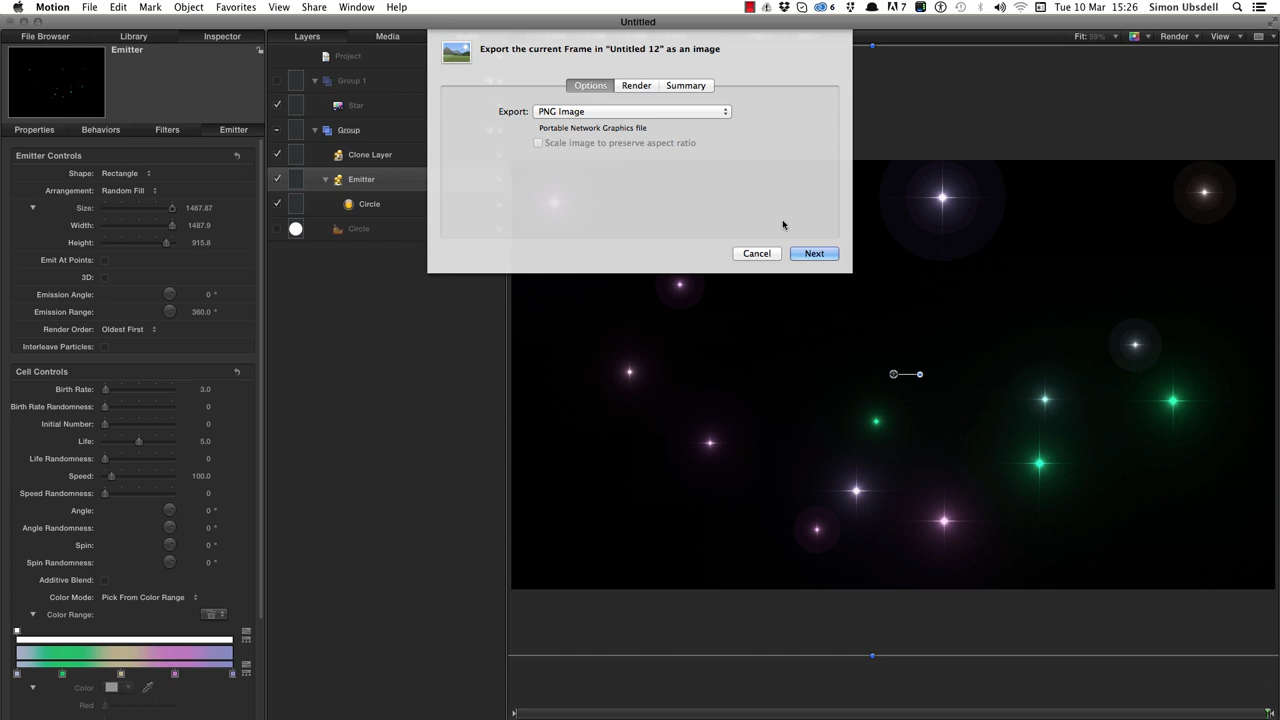 Motion File Edit Mark Object Favorites View Share Window Help 6 7 Tue 10 Mar 15:26 Simon Ubsdell
Untitled
File Browser Library Inspector Layers Media Fit: 59% Render View
Emitter
Project
Group 1
Star
Group
Clone Layer
Emitter
Circle
Circle
Export the current Frame in "Untitled 12" as an image
Options Render Summary
Export: PNG Image
Portable Network Graphics file
Scale image to preserve aspect ratio
Cancel Next
Properties Behaviors Filters Emitter
Emitter Controls
Shape: Rectangle
Arrangement: Random Fill
Size: 1487.87
Width: 1487.9
Height: 915.8
Emit At Points:
3D:
Emission Angle: 0 °
Emission Range: 360.0 °
Render Order: Oldest First
Interleave Particles:
Cell Controls
Birth Rate: 3.0
Birth Rate Randomness: 0
Initial Number: 0
Life: 5.0
Life Randomness: 0
Speed: 100.0
Speed Randomness: 0
Angle: 0 °
Angle Randomness: 0 °
Spin: 0 °
Spin Randomness: 0 °
Additive Blend:
Color Mode: Pick From Color Range
Color Range:
Color
Red